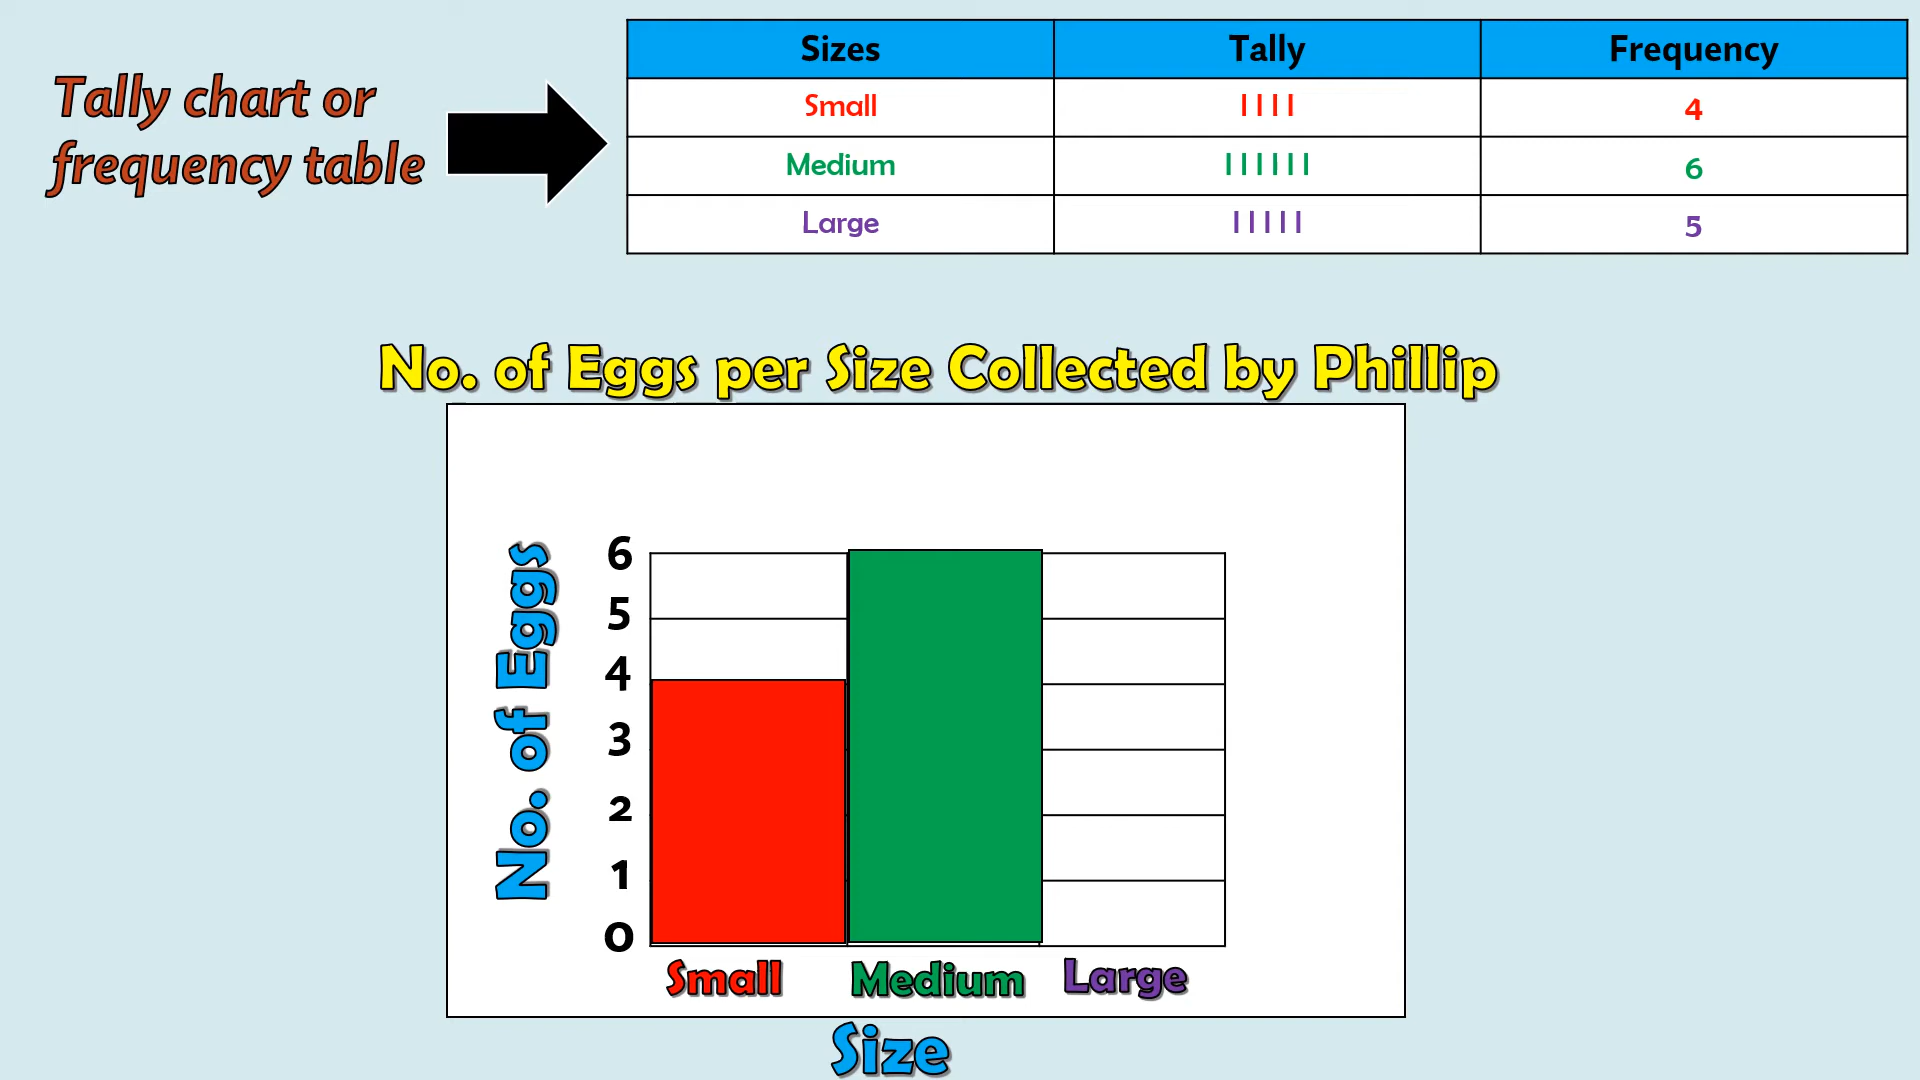 Tally chart or
frequency table
Sizes Tally Frequency
Small IIII 4
Medium IIIIII 6
Large IIIII 5
No. of Eggs per Size Collected by Phillip
No. of Eggs
6
5
4
3
2
1
0
Small Medium Large
Size